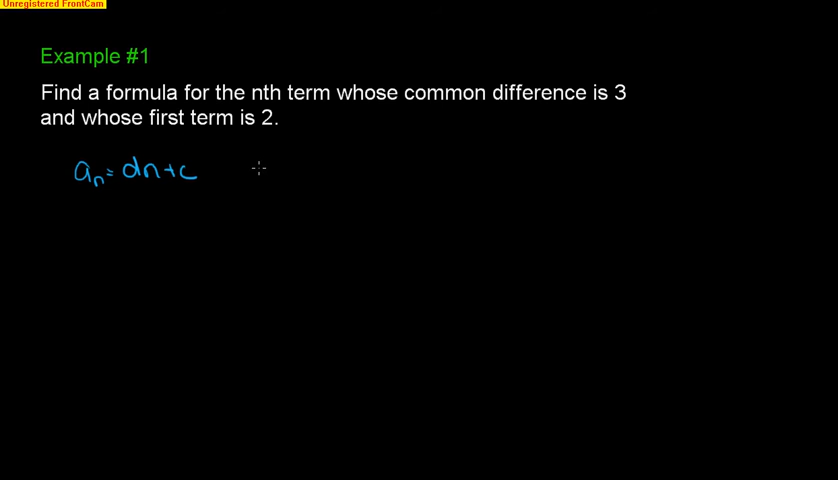 Unregistered FrontCam
Example #1
Find a formula for the nth term whose common difference is 3
and whose first term is 2.
aₙ = dn + c